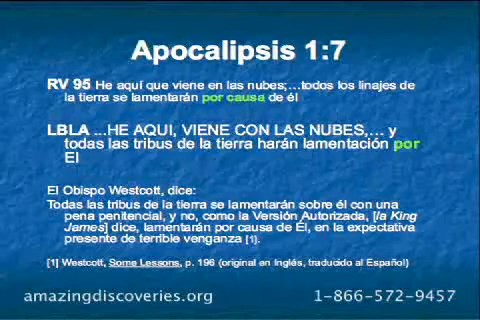 Apocalipsis 1:7
RV 95 He aquí que viene en las nubes;...todos los linajes de
la tierra se lamentarán por causa de él
LBLA ...HE AQUI, VIENE CON LAS NUBES,... y
todas las tribus de la tierra harán lamentación por
El
El Obispo Westcott, dice:
Todas las tribus de la tierra se lamentarán sobre él con una
pena penitencial, y no, como la Versión Autorizada, [la King
James] dice, lamentarán por causa de Él, en la expectativa
presente de terrible venganza [1].
[1] Westcott, Some Lessons, p. 196 (original en Inglés, traducido al Español)
amazingdiscoveries.org 1-866-572-9457